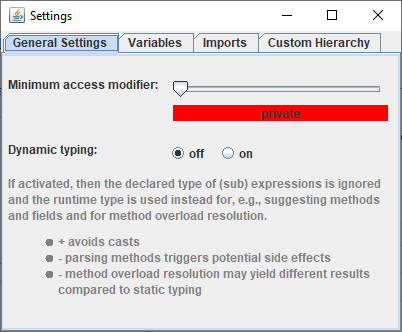 Settings
General Settings Variables Imports Custom Hierarchy
Minimum access modifier:
private
Dynamic typing: off on
If activated, then the declared type of (sub) expressions is ignored
and the runtime type is used instead for, e.g., suggesting methods
and fields and for method overload resolution.
+ avoids casts
- parsing methods triggers potential side effects
- method overload resolution may yield different results
compared to static typing